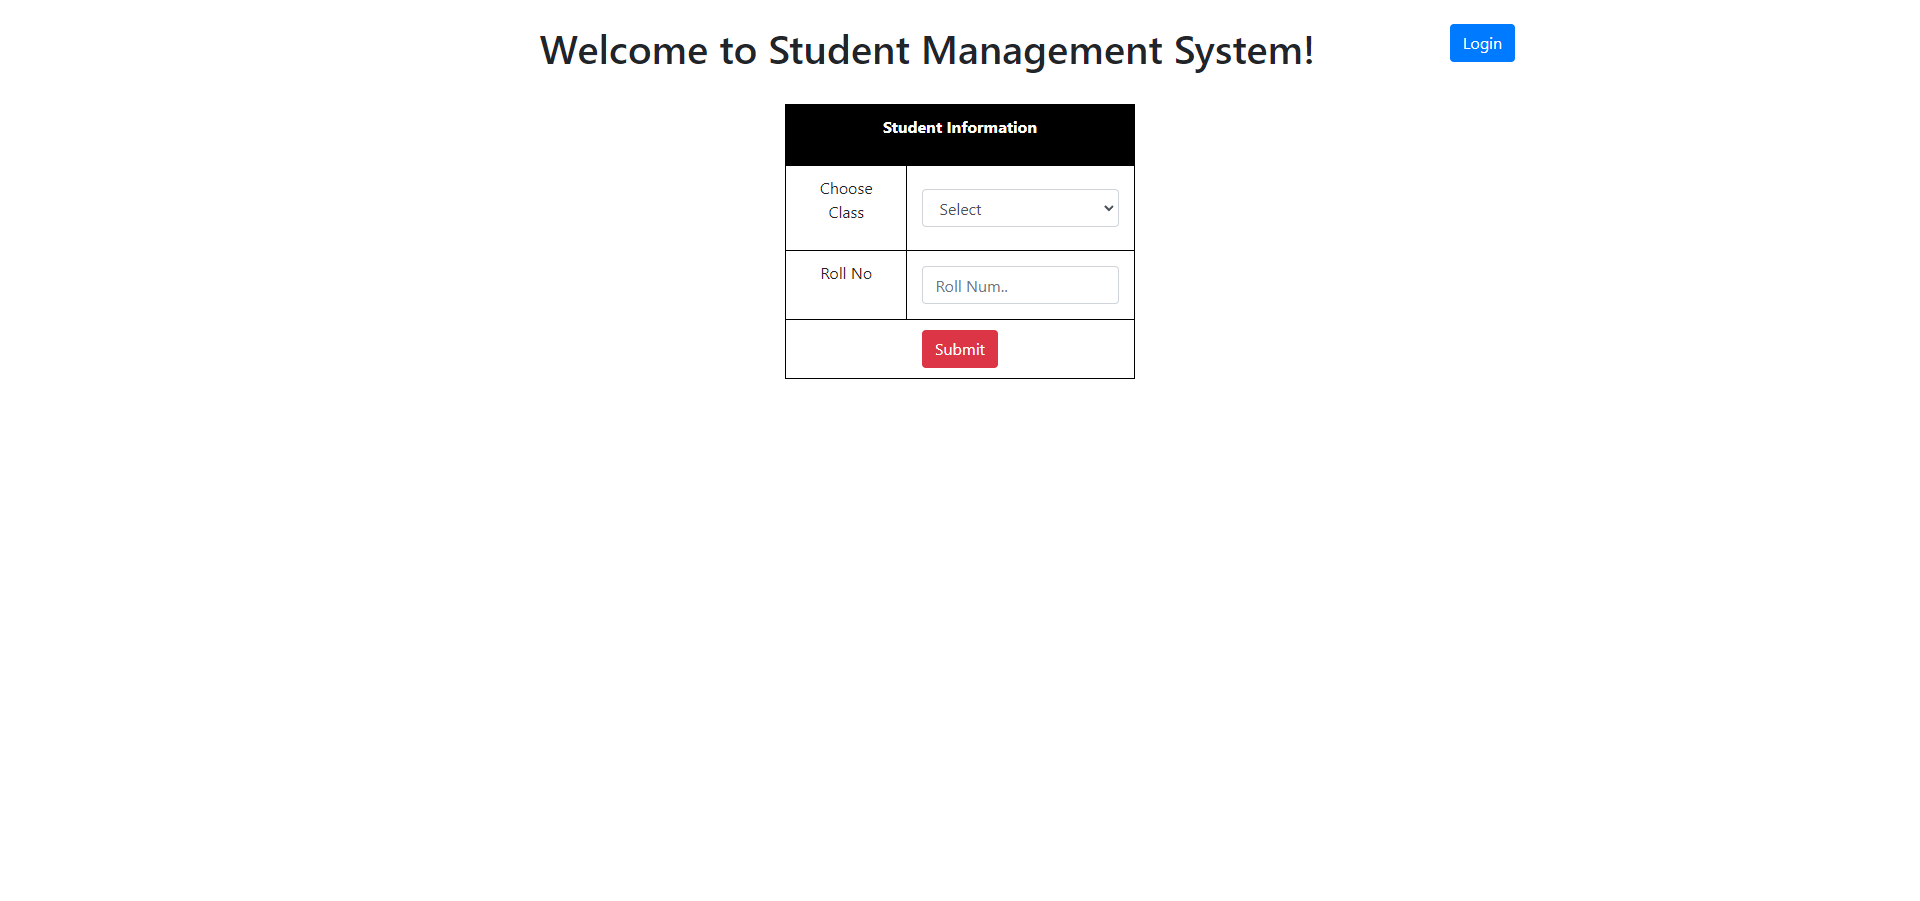 Welcome to Student Management System!
Login
Student Information
Choose
Class
Select
Roll No
Roll Num..
Submit